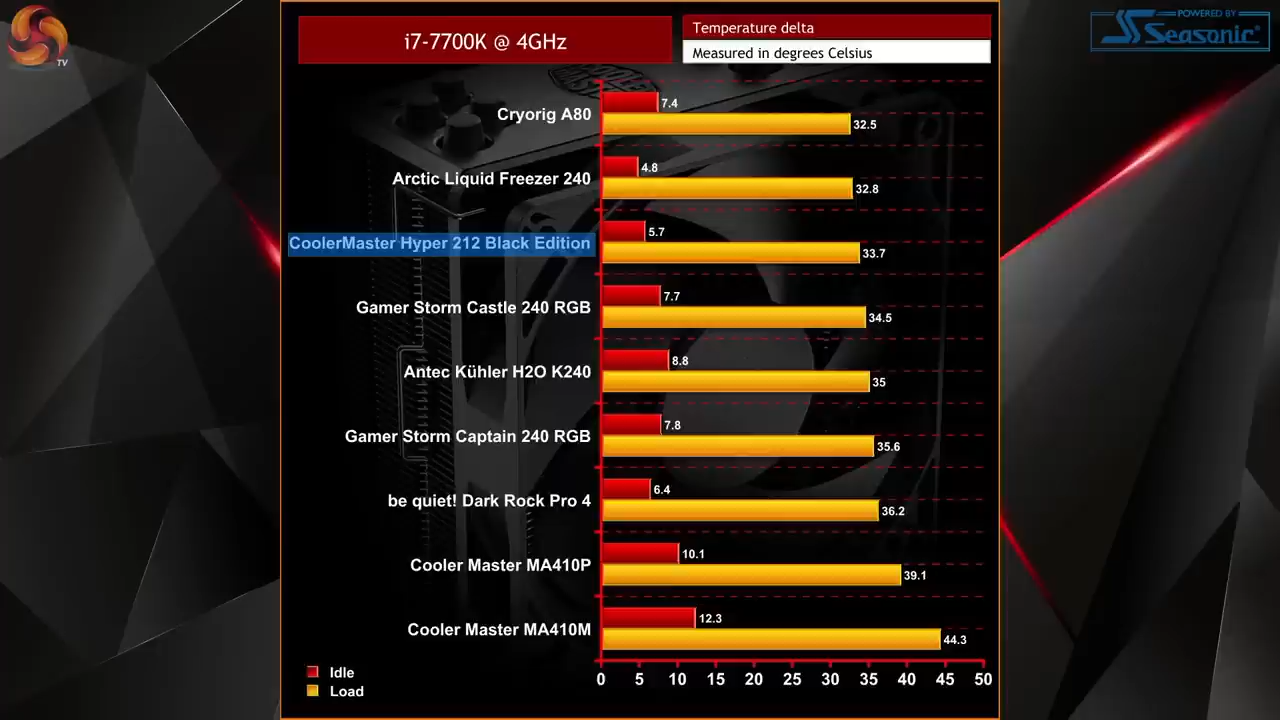 TV
i7-7700K @ 4GHz
Temperature delta
Measured in degrees Celsius
POWERED BY
Seasonic
COOLER
MASTER
Cryorig A80
7.4
32.5
Arctic Liquid Freezer 240
4.8
32.8
CoolerMaster Hyper 212 Black Edition
5.7
33.7
Gamer Storm Castle 240 RGB
7.7
34.5
Antec Kühler H2O K240
8.8
35
Gamer Storm Captain 240 RGB
7.8
35.6
be quiet! Dark Rock Pro 4
6.4
36.2
Cooler Master MA410P
10.1
39.1
Cooler Master MA410M
12.3
44.3
Idle
Load
0 5 10 15 20 25 30 35 40 45 50